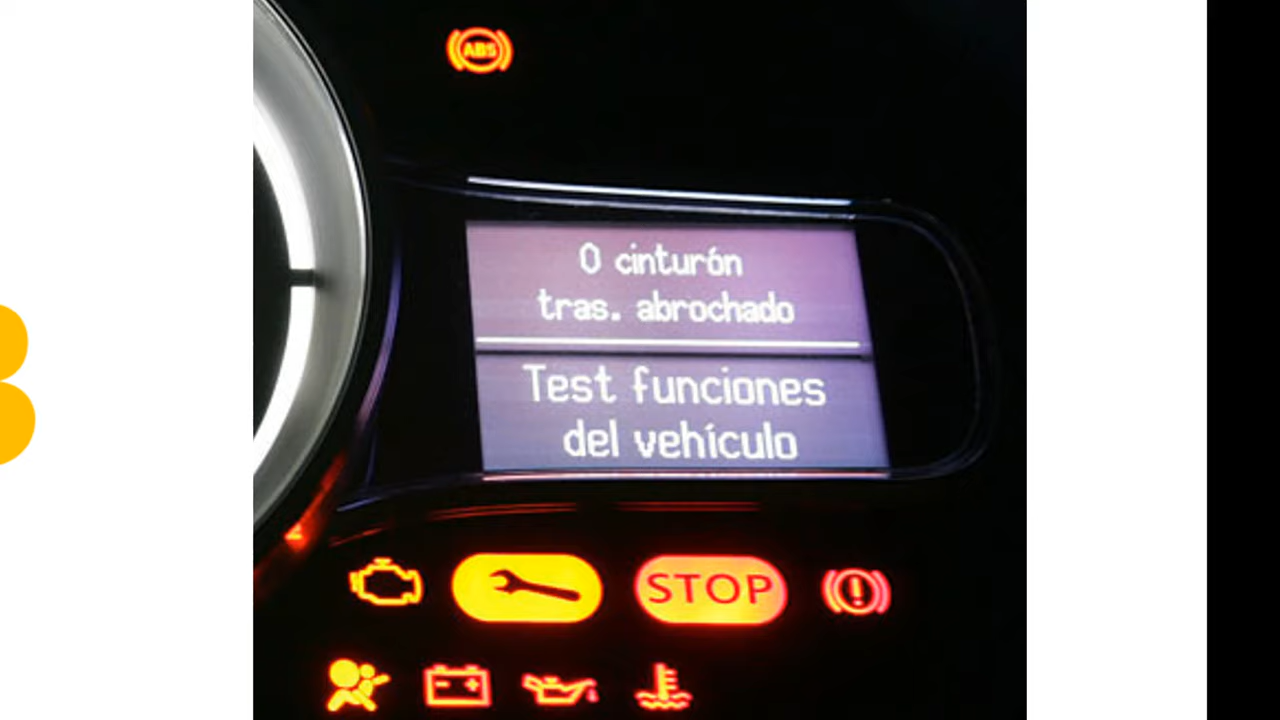 ABS
0 cinturón
tras. abrochado
Test funciones
del vehículo
STOP